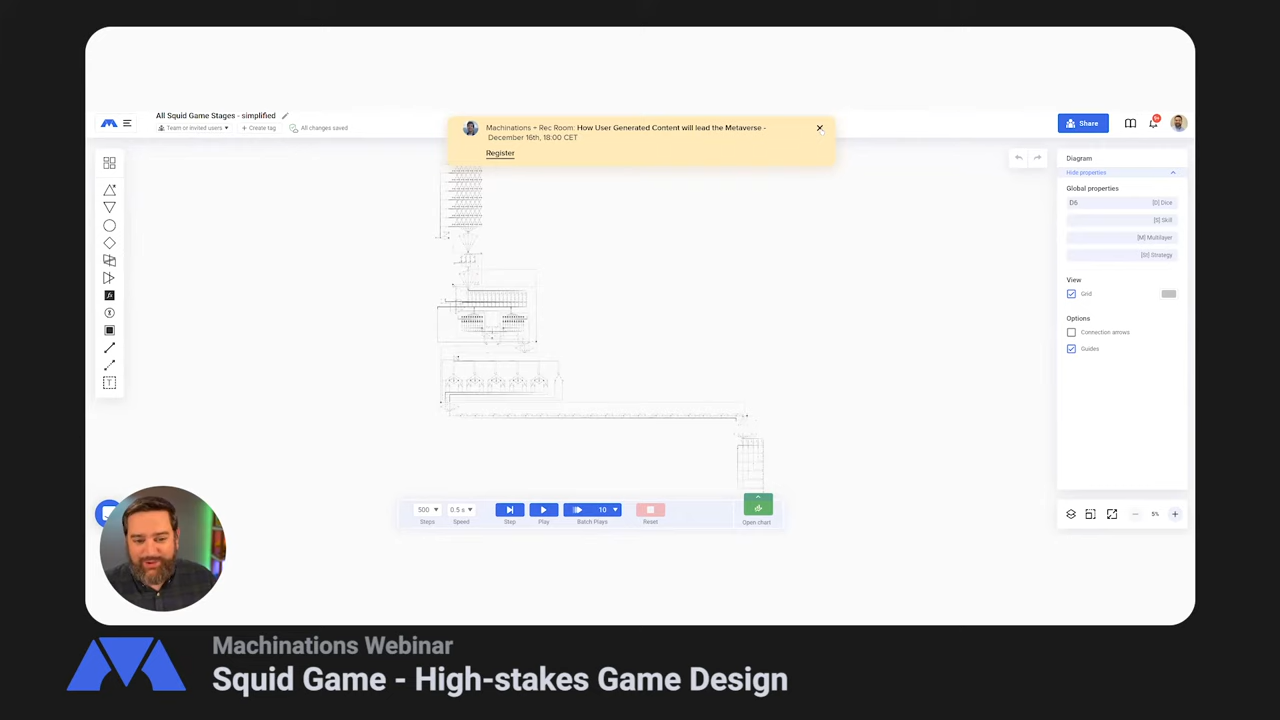 All Squid Game Stages - simplified
Team or Invited users
+ Create tag
All changes saved
Machinations + Rec Room: How User Generated Content will lead the Metaverse -
December 16th, 18:00 CET
Register
Share
Diagram
Hide properties
Global properties
D6
[D] Dice
[S] Skill
[M] Multilayer
[St] Strategy
View
Grid
Options
Connection arrows
Guides
500
0.5 s
10
Steps
Speed
Step
Play
Batch Plays
Reset
Open chart
5%
Machinations Webinar
Squid Game - High-stakes Game Design